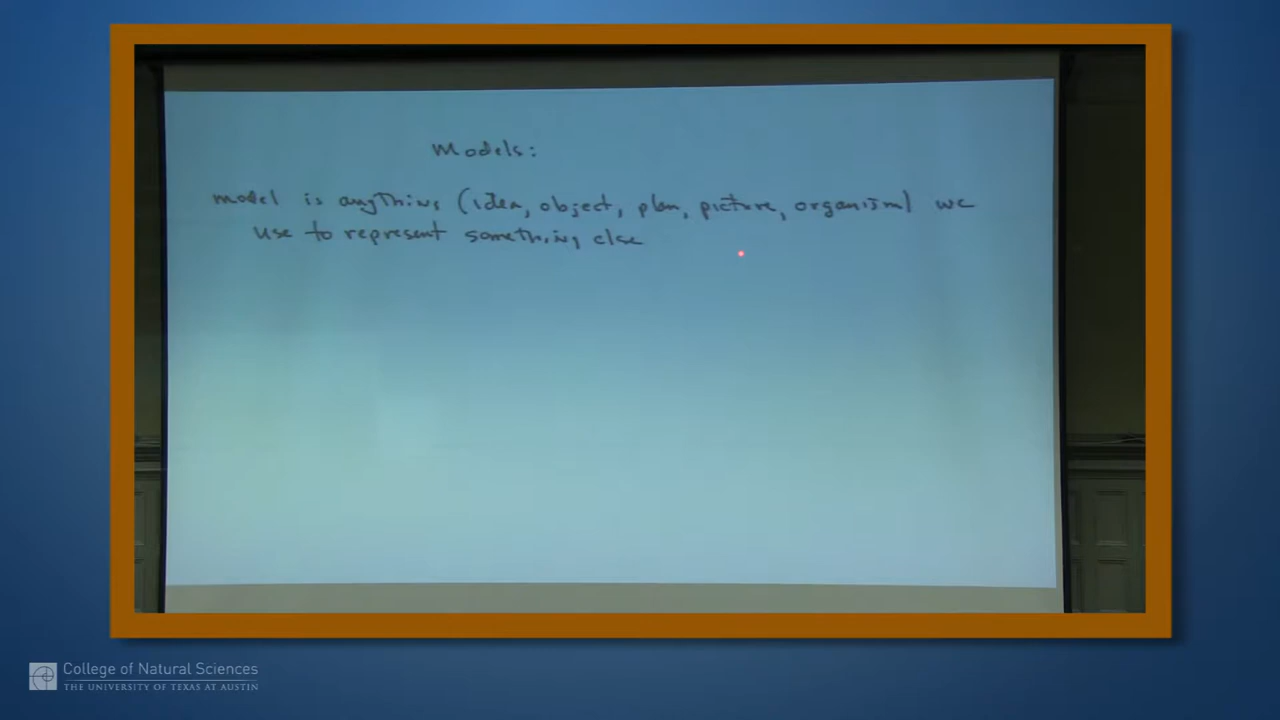 Models:
model is anything (idea, object, plan, picture, organism) we
use to represent something else
College of Natural Sciences
THE UNIVERSITY OF TEXAS AT AUSTIN